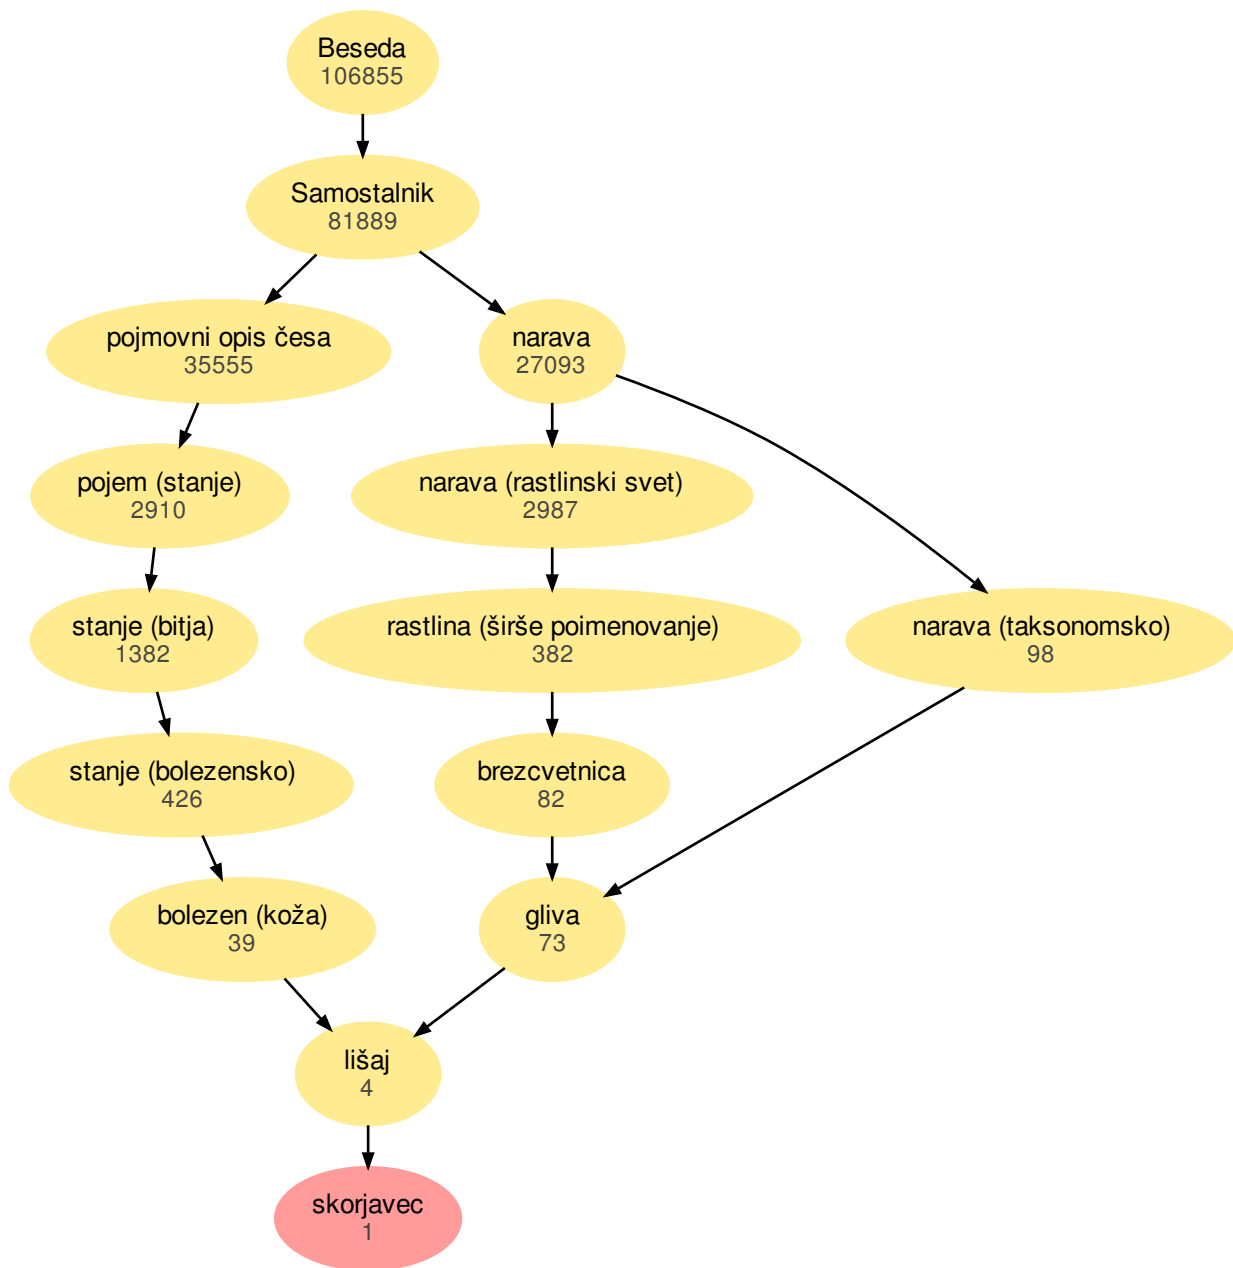 Beseda
106855
Samostalnik
81889
pojmovni opis česa
35555
narava
27093
pojem (stanje)
2910
narava (rastlinski svet)
2987
stanje (bitja)
1382
rastlina (širše poimenovanje)
382
narava (taksonomsko)
98
stanje (bolezensko)
426
brezcvetnica
82
bolezen (koža)
39
gliva
73
lišaj
4
skorjavec
1